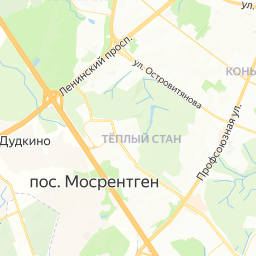 ул.
Ленинский просп.
ул. Островитянова
КОНЬ
Профсоюзная ул.
Дудкино
ТЁПЛЫЙ СТАН
пос. Мосрентген